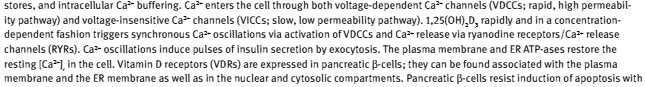 stores, and intracellular Ca²⁺ buffering. Ca²⁺ enters the cell through both voltage-dependent Ca²⁺ channels (VDCCs; rapid, high permeabil-
ity pathway) and voltage-insensitive Ca²⁺ channels (VICCs; slow, low permeability pathway). 1,25(OH)₂D₃ rapidly and in a concentration-
dependent fashion triggers synchronous Ca²⁺ oscillations via activation of VDCCs and Ca²⁺ release via ryanodine receptors/Ca²⁺ release
channels (RYRs). Ca²⁺ oscillations induce pulses of insulin secretion by exocytosis. The plasma membrane and ER ATP-ases restore the
resting [Ca²⁺]ᵢ in the cell. Vitamin D receptors (VDRs) are expressed in pancreatic β-cells; they can be found associated with the plasma
membrane and the ER membrane as well as in the nuclear and cytosolic compartments. Pancreatic β-cells resist induction of apoptosis with